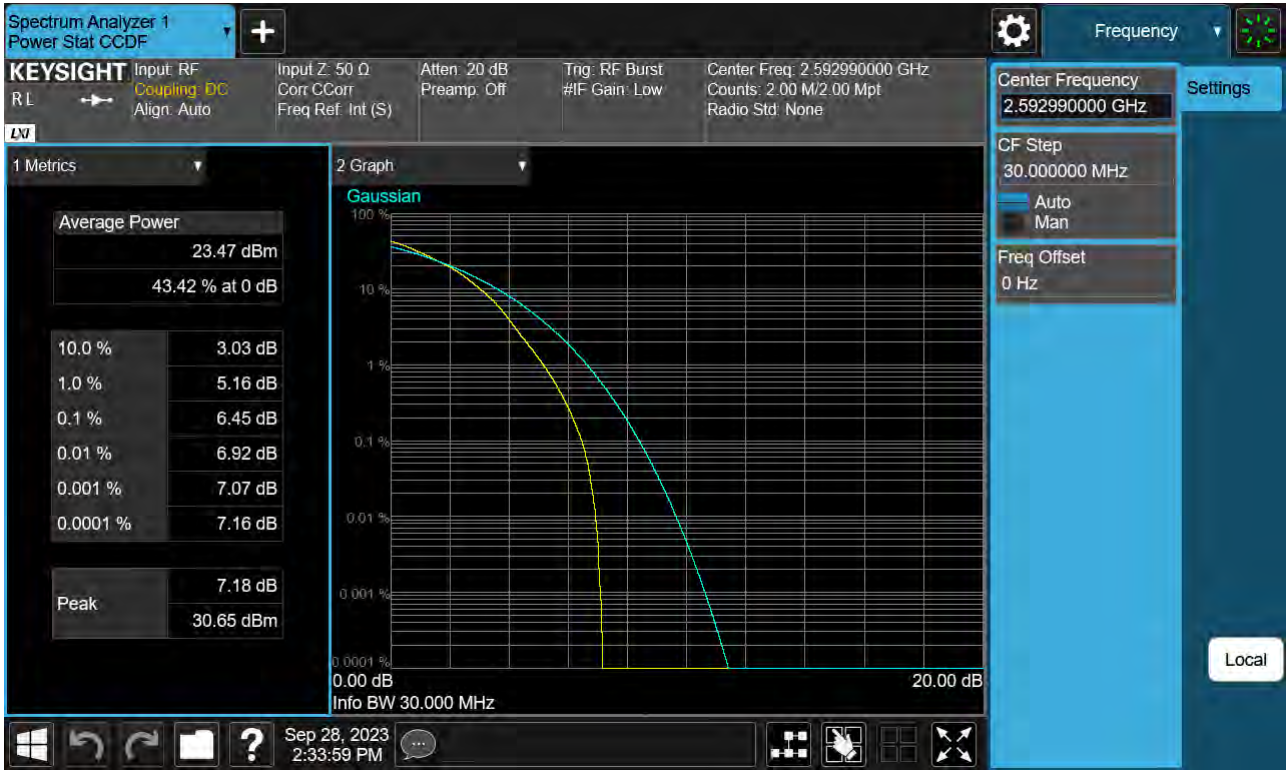 Spectrum Analyzer 1
Power Stat CCDF
+
Frequency
KEYSIGHT
RL
LXI
Input: RF
Coupling: DC
Align: Auto
Input Z: 50 Ω
Corr CCorr
Freq Ref: Int (S)
Atten: 20 dB
Preamp: Off
Trig: RF Burst
#IF Gain: Low
Center Freq: 2.592990000 GHz
Counts: 2.00 M/2.00 Mpt
Radio Std: None
Center Frequency
2.592990000 GHz
Settings
CF Step
30.000000 MHz
Auto
Man
Freq Offset
0 Hz
1 Metrics
Average Power
23.47 dBm
43.42 % at 0 dB
10.0 % 3.03 dB
1.0 % 5.16 dB
0.1 % 6.45 dB
0.01 % 6.92 dB
0.001 % 7.07 dB
0.0001 % 7.16 dB
Peak
7.18 dB
30.65 dBm
2 Graph
Gaussian
100 %
10 %
1 %
0.1 %
0.01 %
0.001 %
0.0001 %
0.00 dB 20.00 dB
Info BW 30.000 MHz
Local
?
Sep 28, 2023
2:33:59 PM